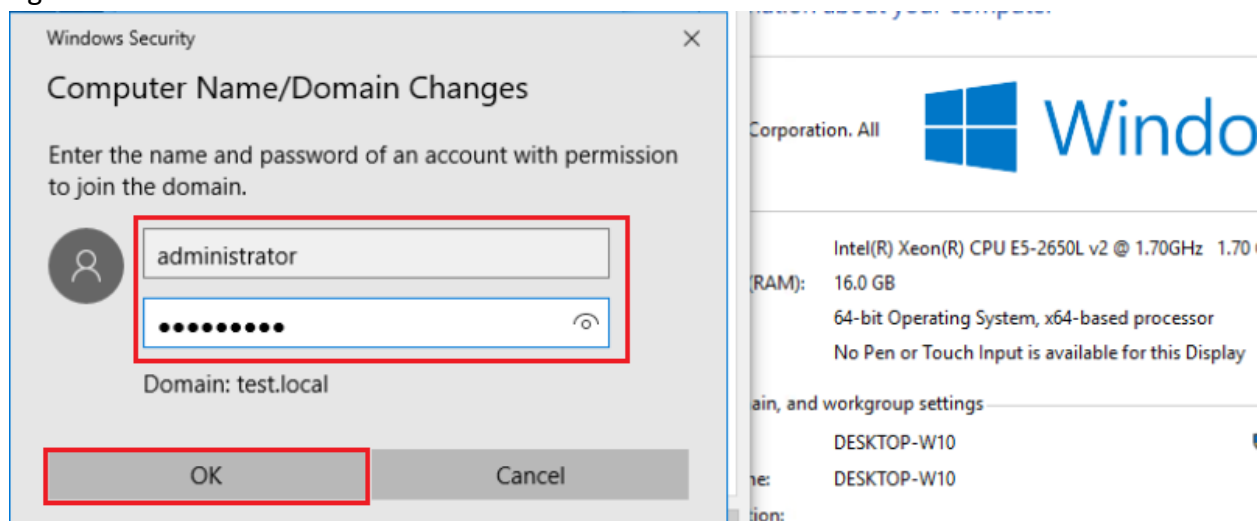 Windows Security
Computer Name/Domain Changes
Enter the name and password of an account with permission
to join the domain.
administrator
Domain: test.local
OK
Cancel
about your computer
Corporation. All
Windo
Intel(R) Xeon(R) CPU E5-2650L v2 @ 1.70GHz 1.70
(RAM): 16.0 GB
64-bit Operating System, x64-based processor
No Pen or Touch Input is available for this Display
ain, and workgroup settings
DESKTOP-W10
ne: DESKTOP-W10
tion: